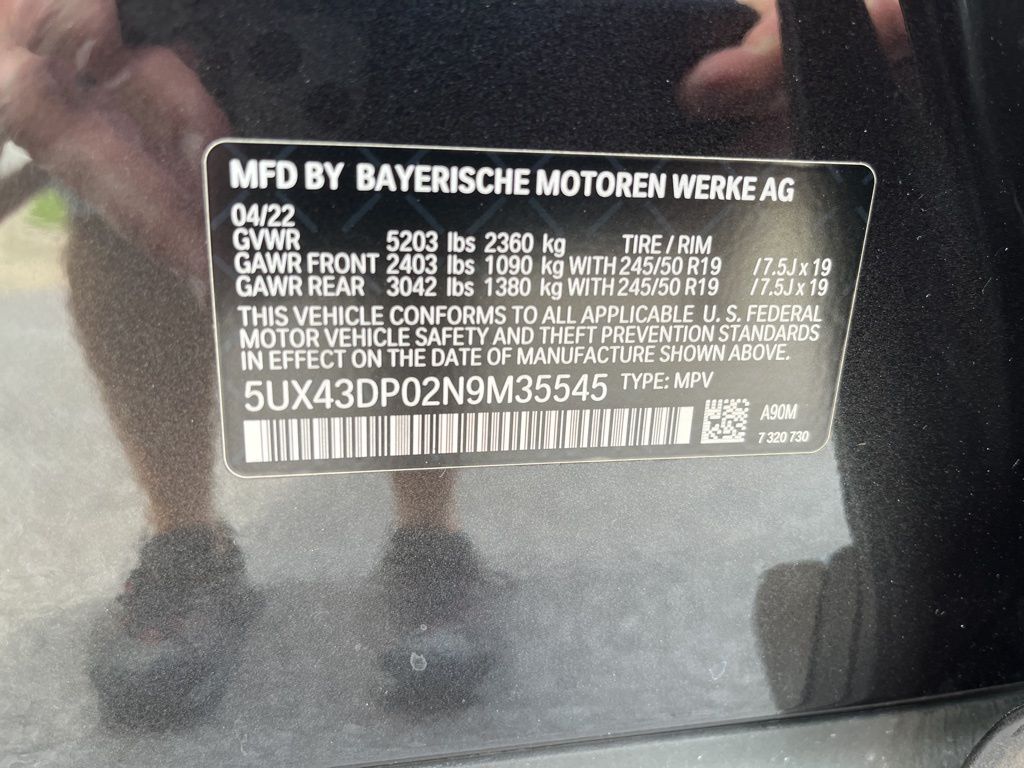 MFD BY BAYERISCHE MOTOREN WERKE AG
04/22
GVWR 5203 lbs 2360 kg TIRE / RIM
GAWR FRONT 2403 lbs 1090 kg WITH 245/50 R19 /7.5J x 19
GAWR REAR 3042 lbs 1380 kg WITH 245/50 R19 /7.5J x 19
THIS VEHICLE CONFORMS TO ALL APPLICABLE U. S. FEDERAL
MOTOR VEHICLE SAFETY AND THEFT PREVENTION STANDARDS
IN EFFECT ON THE DATE OF MANUFACTURE SHOWN ABOVE.
5UX43DP02N9M35545 TYPE: MPV
A90M
7 320 730